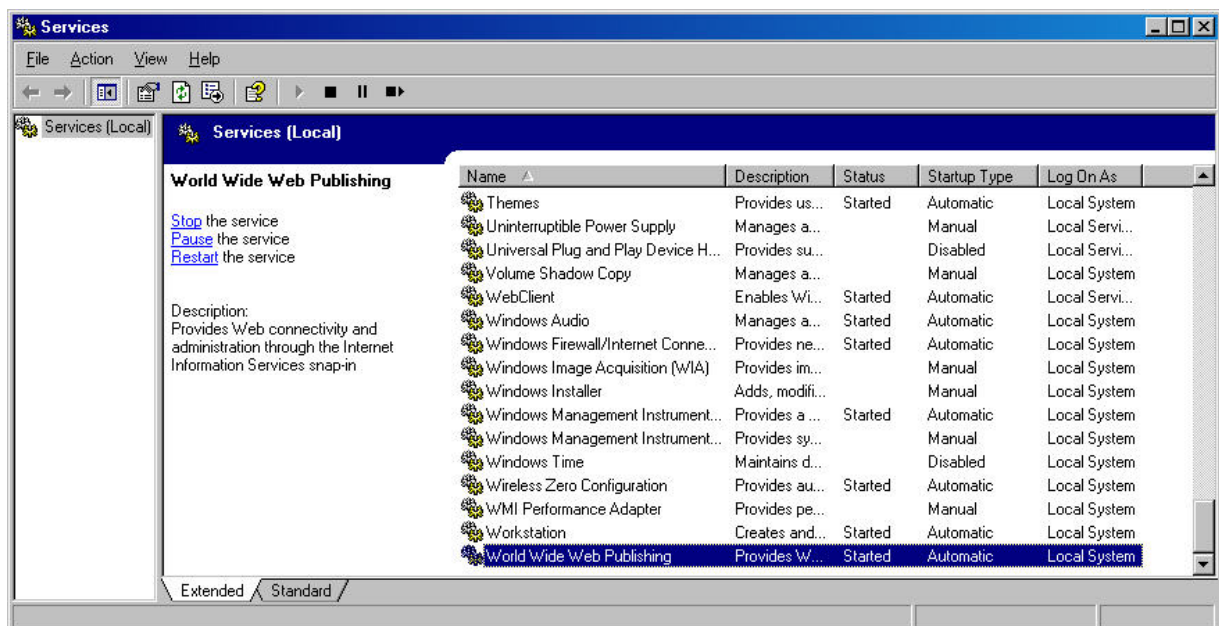 Services
File Action View Help
Services (Local)
Services (Local)
World Wide Web Publishing
Stop the service
Pause the service
Restart the service
Description:
Provides Web connectivity and
administration through the Internet
Information Services snap-in
Name Description Status Startup Type Log On As
Themes Provides us... Started Automatic Local System
Uninterruptible Power Supply Manages a... Manual Local Servi...
Universal Plug and Play Device H... Provides su... Disabled Local Servi...
Volume Shadow Copy Manages a... Manual Local System
WebClient Enables Wi... Started Automatic Local Servi...
Windows Audio Manages a... Started Automatic Local System
Windows Firewall/Internet Conne... Provides ne... Started Automatic Local System
Windows Image Acquisition (WIA) Provides im... Manual Local System
Windows Installer Adds, modifi... Manual Local System
Windows Management Instrument... Provides a ... Started Automatic Local System
Windows Management Instrument... Provides sy... Manual Local System
Windows Time Maintains d... Disabled Local System
Wireless Zero Configuration Provides au... Started Automatic Local System
WMI Performance Adapter Provides pe... Manual Local System
Workstation Creates and... Started Automatic Local System
World Wide Web Publishing Provides W... Started Automatic Local System
Extended Standard